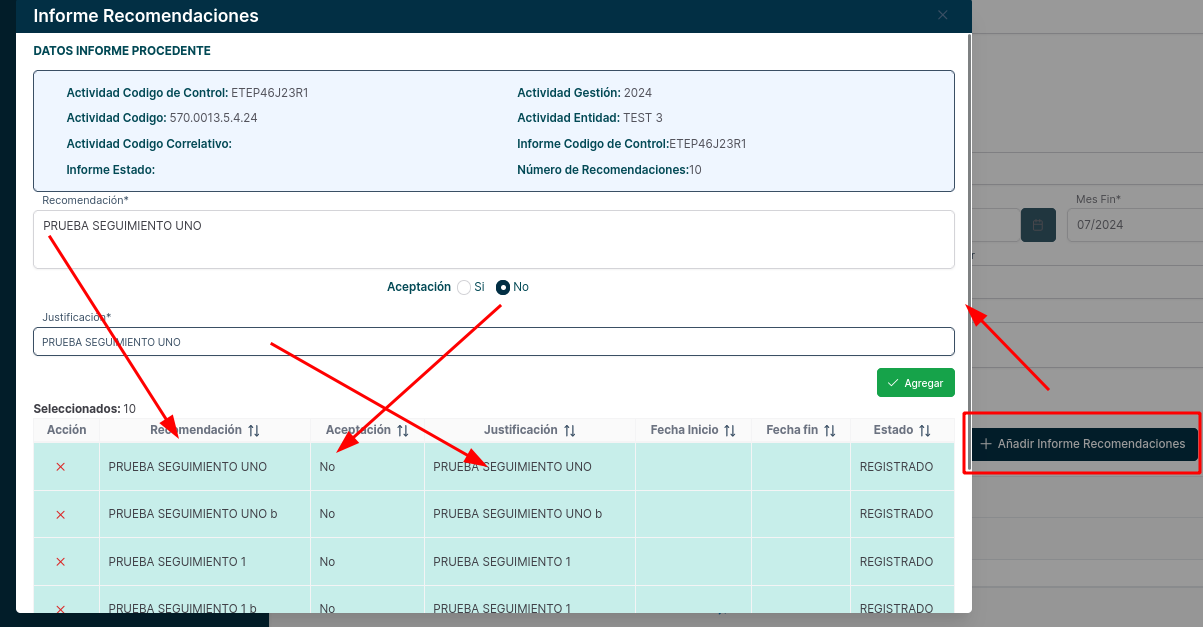 Informe Recomendaciones
DATOS INFORME PROCEDENTE
Actividad Codigo de Control: ETEP46J23R1
Actividad Gestión: 2024
Actividad Codigo: 570.0013.5.4.24
Actividad Entidad: TEST 3
Actividad Codigo Correlativo:
Informe Codigo de Control:ETEP46J23R1
Informe Estado:
Número de Recomendaciones:10
Recomendación*
PRUEBA SEGUIMIENTO UNO
Aceptación Si No
Justificación*
PRUEBA SEGUIMIENTO UNO
Agregar
Seleccionados: 10
Acción Recomendación Aceptación Justificación Fecha Inicio Fecha fin Estado
PRUEBA SEGUIMIENTO UNO No PRUEBA SEGUIMIENTO UNO REGISTRADO
PRUEBA SEGUIMIENTO UNO b No PRUEBA SEGUIMIENTO UNO b REGISTRADO
PRUEBA SEGUIMIENTO 1 No PRUEBA SEGUIMIENTO 1 REGISTRADO
PRUEBA SEGUIMIENTO 1 b No PRUEBA SEGUIMIENTO 1 REGISTRADO
Mes Fin*
07/2024
Añadir Informe Recomendaciones